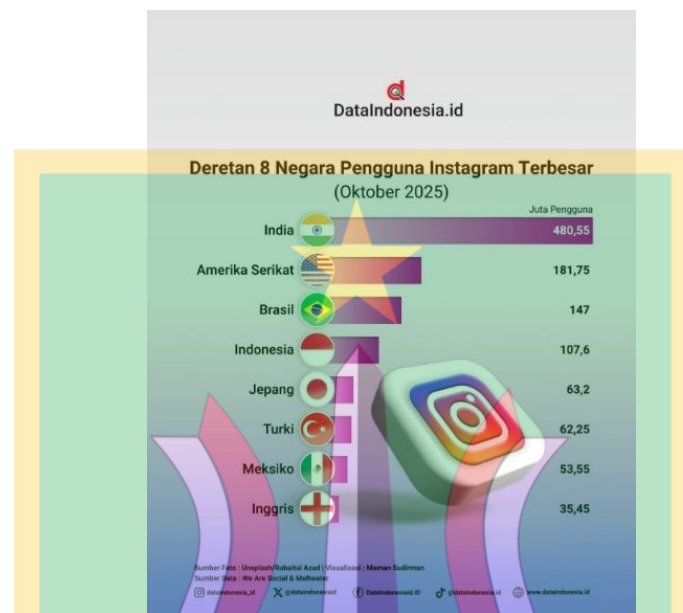 DataIndonesia.id
Deretan 8 Negara Pengguna Instagram Terbesar
(Oktober 2025)
Juta Pengguna
India 480,55
Amerika Serikat 181,75
Brasil 147
Indonesia 107,6
Jepang 63,2
Turki 62,25
Meksiko 53,55
Inggris 35,45
Sumber Foto : Unsplash/Rubaitul Azad | Visualisasi : Maman Sudirman
Sumber Data : We Are Social & Meltwater
dataindonesia_id @dataindonesiaid DataIndonesiaid.ID @dataindonesia.id www.dataindonesia.id